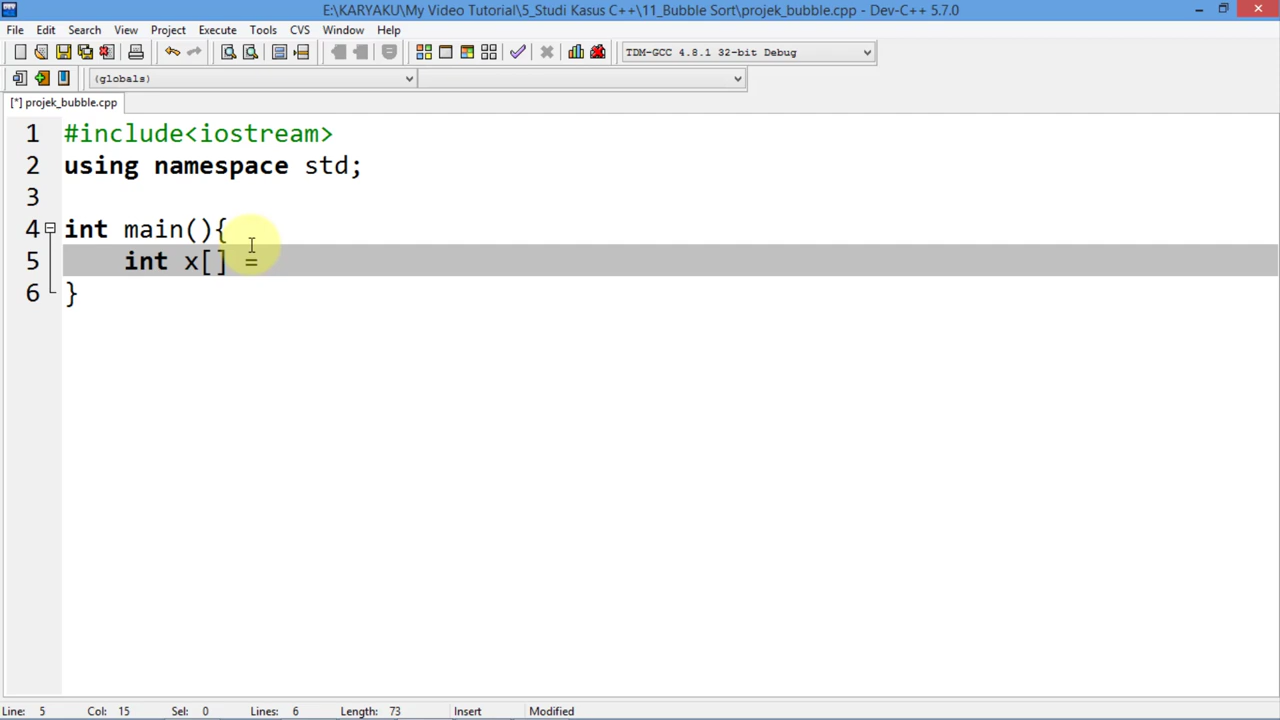 E:\KARYAKU\My Video Tutorial\5_Studi Kasus C++\11_Bubble Sort\projek_bubble.cpp - Dev-C++ 5.7.0
File Edit Search View Project Execute Tools CVS Window Help
TDM-GCC 4.8.1 32-bit Debug
(globals)
[*] projek_bubble.cpp
1 #include<iostream>
2 using namespace std;
3
4 int main(){
5 int x[] =
6 }
Line: 5 Col: 15 Sel: 0 Lines: 6 Length: 73 Insert Modified